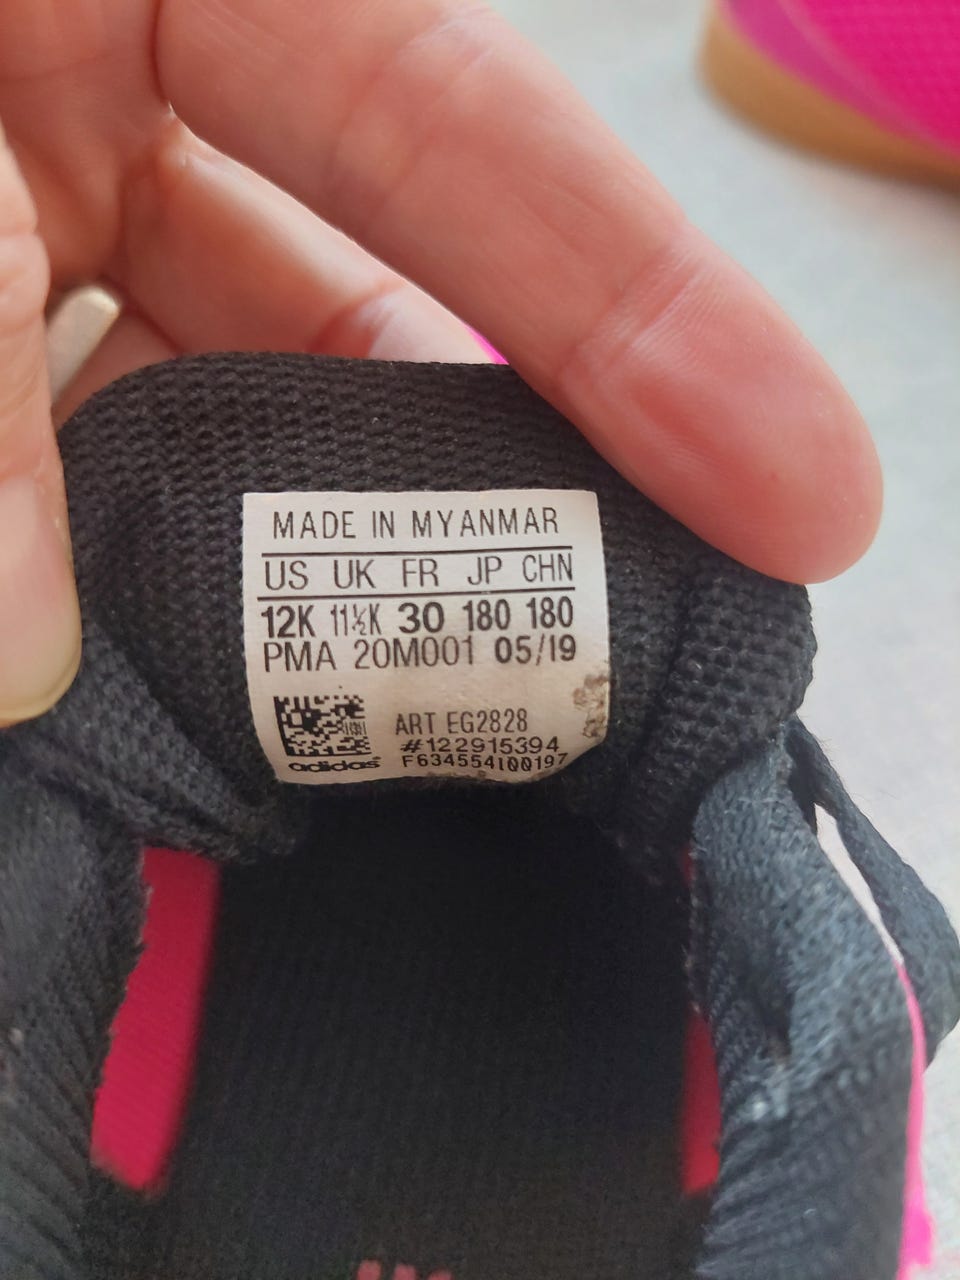 MADE IN MYANMAR
US UK FR JP CHN
12K 11½K 30 180 180
PMA 20M001 05/19
ART EG2828
#122915394
adidas F634554100197